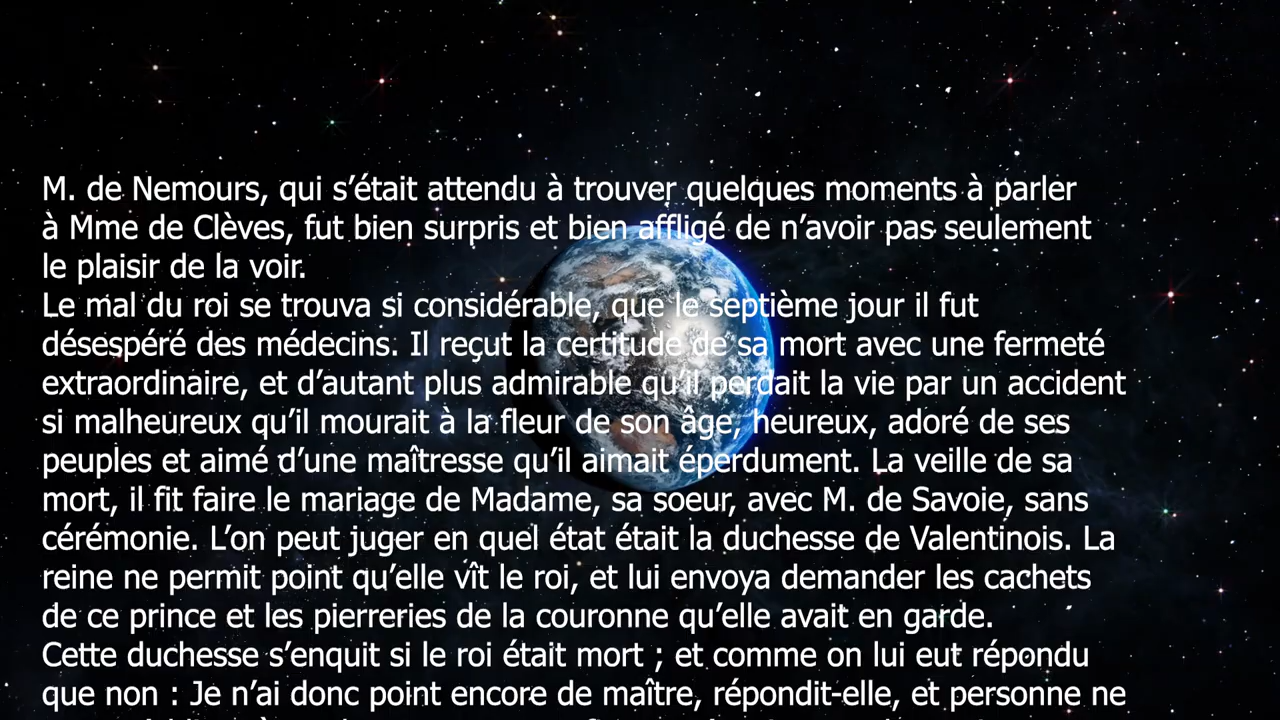 M. de Nemours, qui s’était attendu à trouver quelques moments à parler
à Mme de Clèves, fut bien surpris et bien affligé de n’avoir pas seulement
le plaisir de la voir.
Le mal du roi se trouva si considérable, que le septième jour il fut
désespéré des médecins. Il reçut la certitude de sa mort avec une fermeté
extraordinaire, et d’autant plus admirable qu’il perdait la vie par un accident
si malheureux qu’il mourait à la fleur de son âge, heureux, adoré de ses
peuples et aimé d’une maîtresse qu’il aimait éperdument. La veille de sa
mort, il fit faire le mariage de Madame, sa soeur, avec M. de Savoie, sans
cérémonie. L’on peut juger en quel état était la duchesse de Valentinois. La
reine ne permit point qu’elle vît le roi, et lui envoya demander les cachets
de ce prince et les pierreries de la couronne qu’elle avait en garde.
Cette duchesse s’enquit si le roi était mort ; et comme on lui eut répondu
que non : Je n’ai donc point encore de maître, répondit-elle, et personne ne